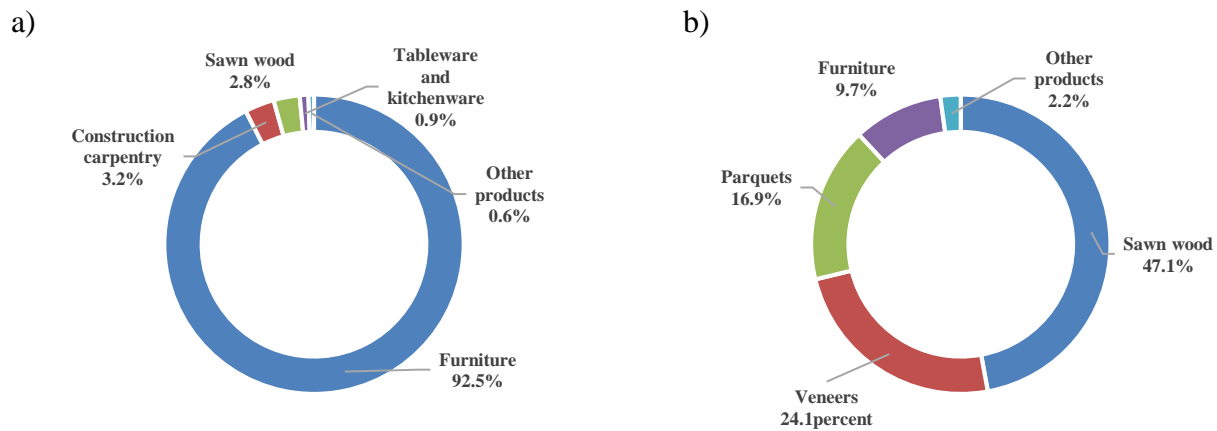 a)
Sawn wood
2.8%
Tableware
and
kitchenware
0.9%
Construction
carpentry
3.2%
Other
products
0.6%
Furniture
92.5%
b)
Furniture
9.7%
Other
products
2.2%
Parquets
16.9%
Sawn wood
47.1%
Veneers
24.1percent